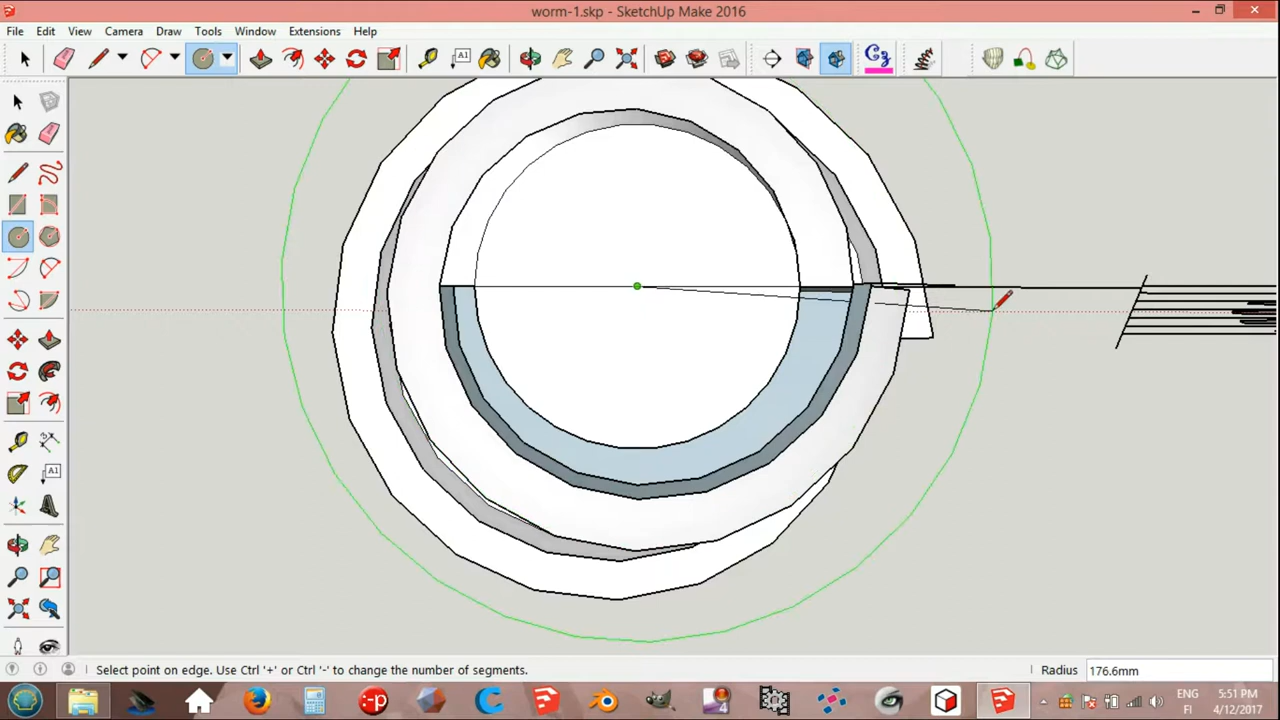 worm-1.skp - SketchUp Make 2016
File Edit View Camera Draw Tools Window Extensions Help
A1
A1
Select point on edge. Use Ctrl '+' or Ctrl '-' to change the number of segments.
Radius 176.6mm
ENG 5:51 PM
FI 4/12/2017